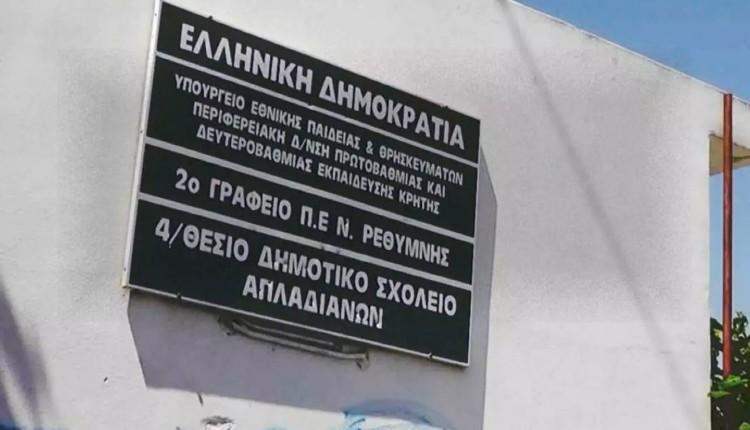 ΕΛΛΗΝΙΚΗ ΔΗΜΟΚΡΑΤΙΑ
ΥΠΟΥΡΓΕΙΟ ΕΘΝΙΚΗΣ ΠΑΙΔΕΙΑΣ & ΘΡΗΣΚΕΥΜΑΤΩΝ
ΠΕΡΙΦΕΡΕΙΑΚΗ Δ/ΝΣΗ ΠΡΩΤΟΒΑΘΜΙΑΣ ΚΑΙ
ΔΕΥΤΕΡΟΒΑΘΜΙΑΣ ΕΚΠΑΙΔΕΥΣΗΣ ΚΡΗΤΗΣ
2ο ΓΡΑΦΕΙΟ Π.Ε Ν. ΡΕΘΥΜΝΗΣ
4/ΘΕΣΙΟ ΔΗΜΟΤΙΚΟ ΣΧΟΛΕΙΟ
ΑΠΛΑΔΙΑΝΩΝ